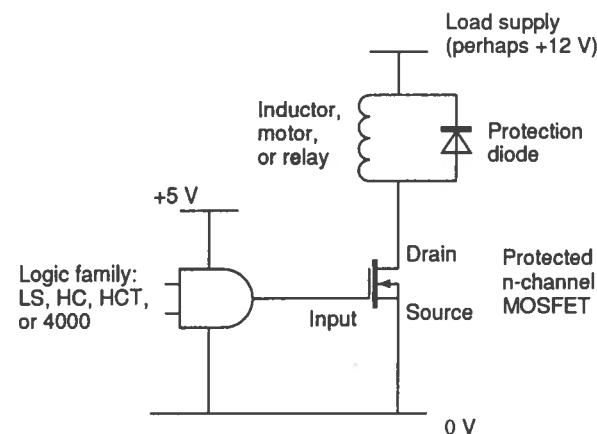 Load supply
(perhaps +12 V)
Inductor,
motor,
or relay
Protection
diode
+5 V
Logic family:
LS, HC, HCT,
or 4000
Drain
Input
Source
Protected
n-channel
MOSFET
0 V